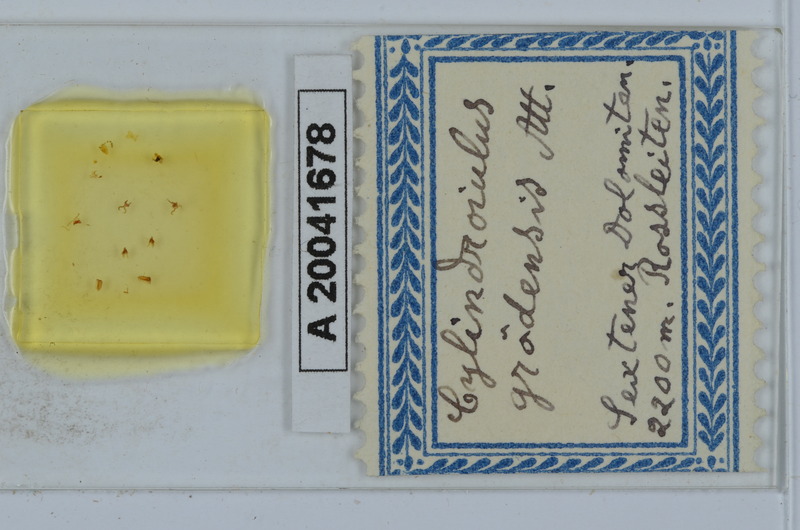 A 20041678
Cylindroiulus
grödensis Att.
Sextener Dolomiten.
2200 m. Rossleiten.